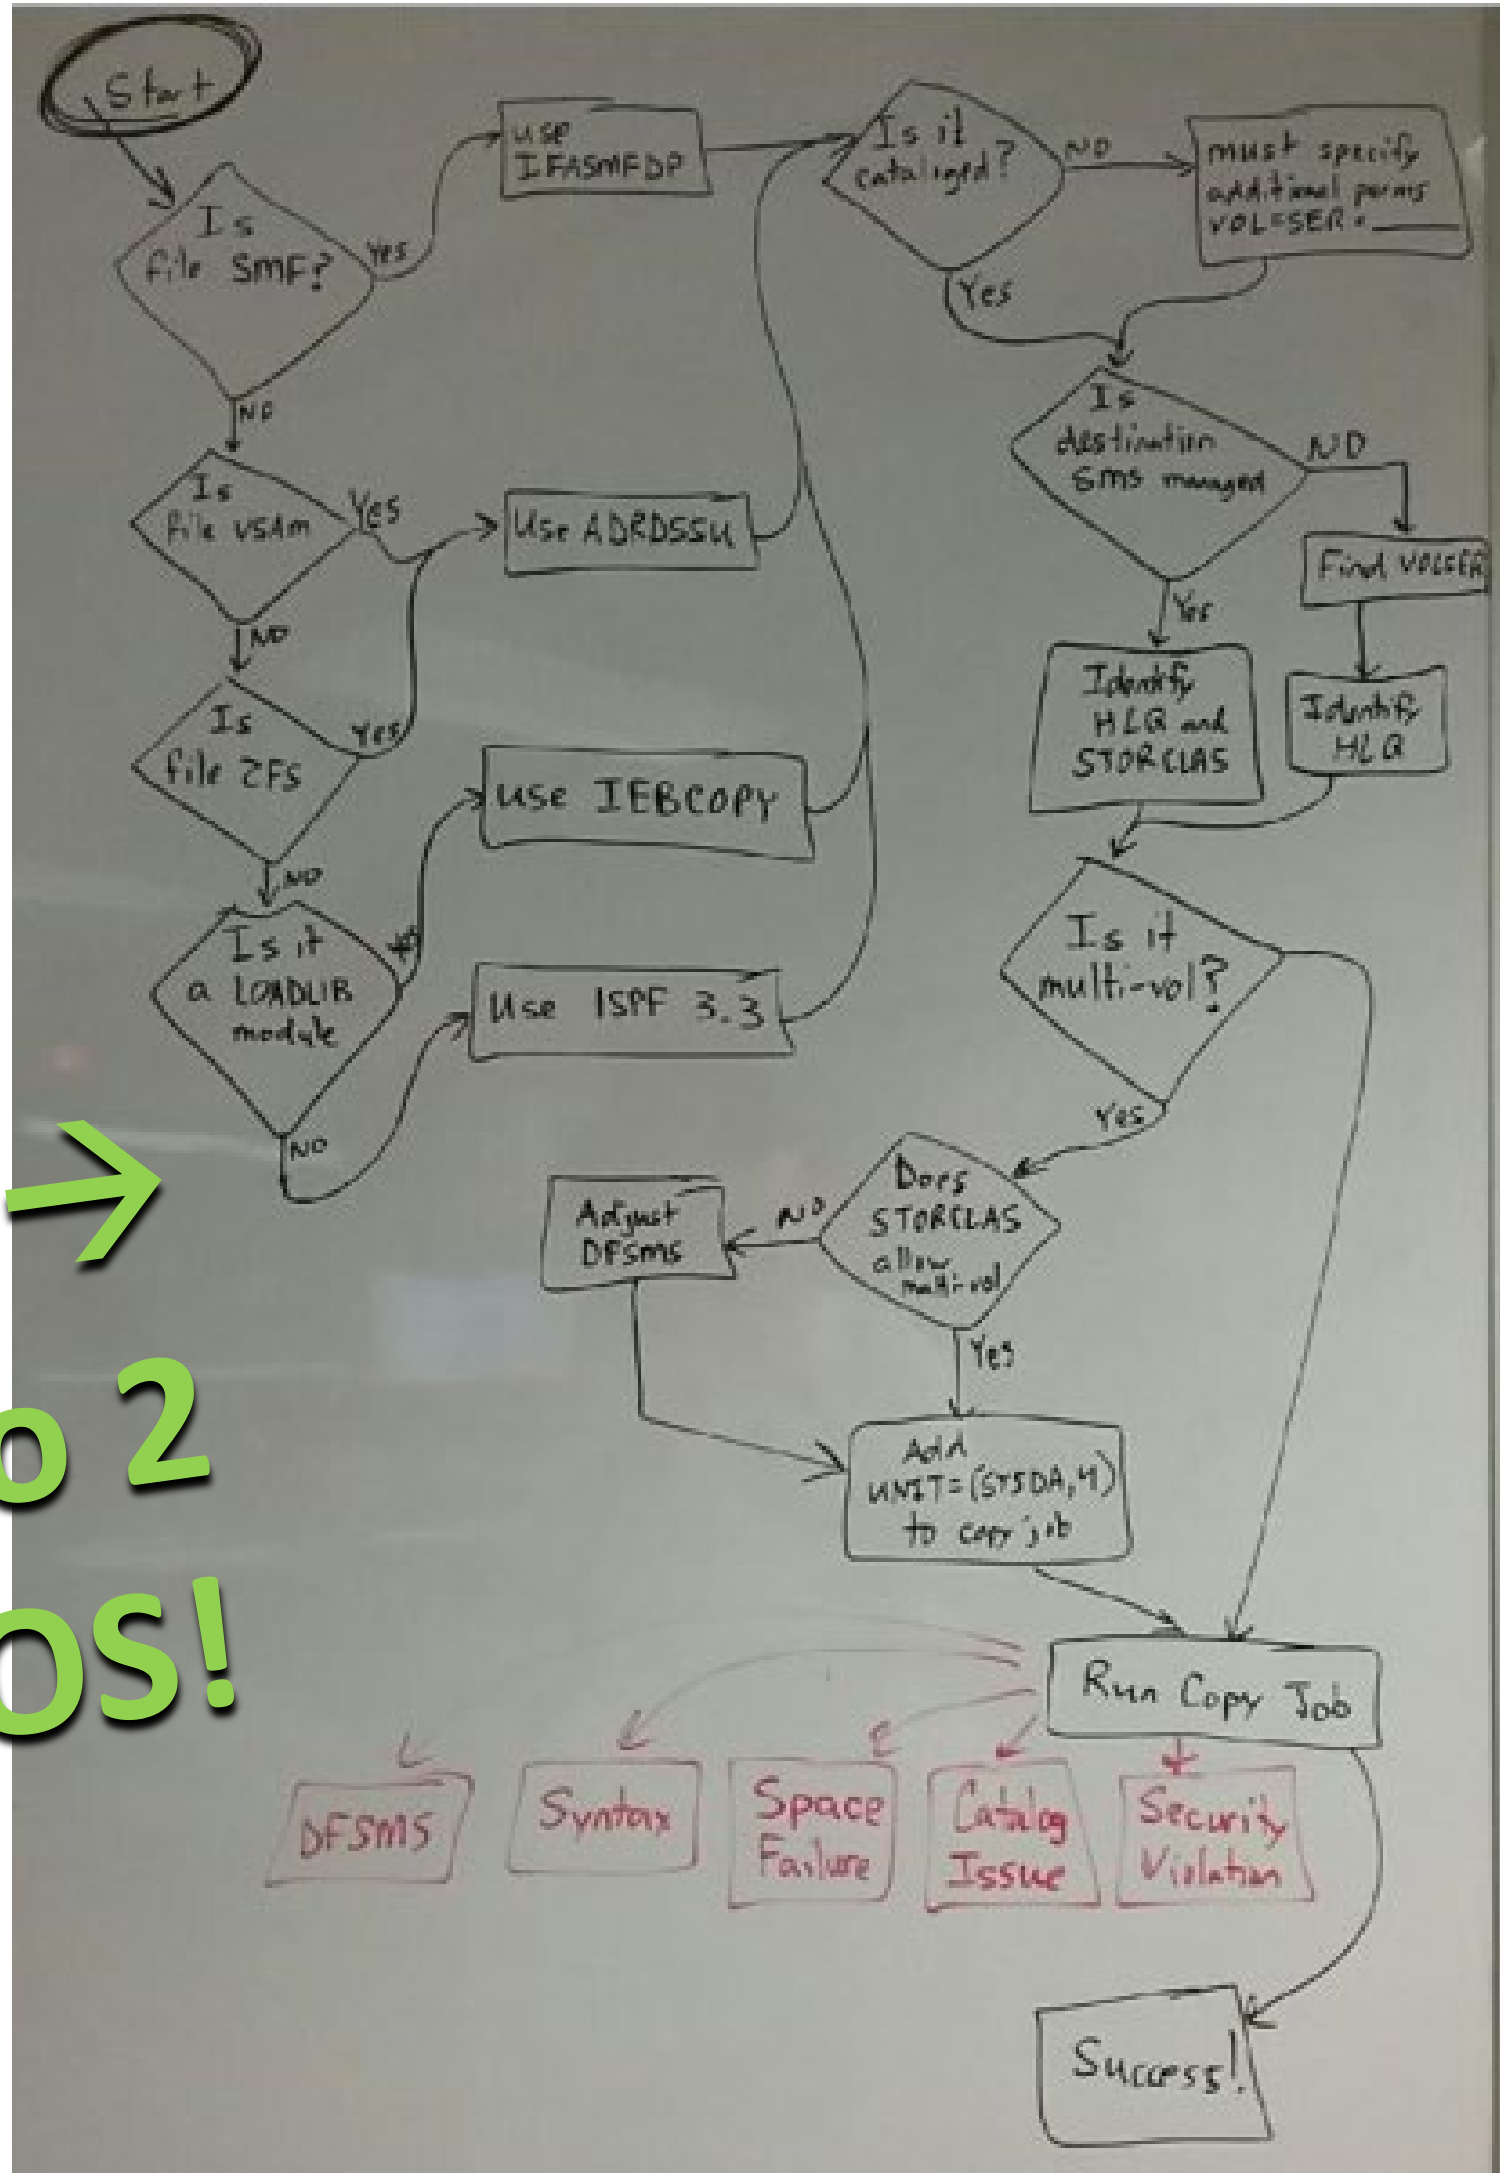 Start
Is
file SMF?
Yes
NO
use
IFASMFDP
Is
file VSAM
Yes
NO
Use ADRDSSU
Is
file ZFS
Yes
NO
use IEBCOPY
Is it
a LOADLIB
module
NO
Use ISPF 3.3
Is it
cataloged?
NO
Yes
must specify
additional parms
VOL=SER=
Is
destination
SMS managed
NO
Yes
Find VOLSER
Identify
HLQ
Identify
HLQ and
STORCLAS
Is it
multi-vol?
Yes
Does
STORCLAS
allow
multi-vol
NO
Yes
Adjust
DFSMS
Add
UNIT=(SYSDA,4)
to copy job
Run Copy Job
DFSMS
Syntax
Space
Failure
Catalog
Issue
Security
Violation
Success!
o 2
OS!